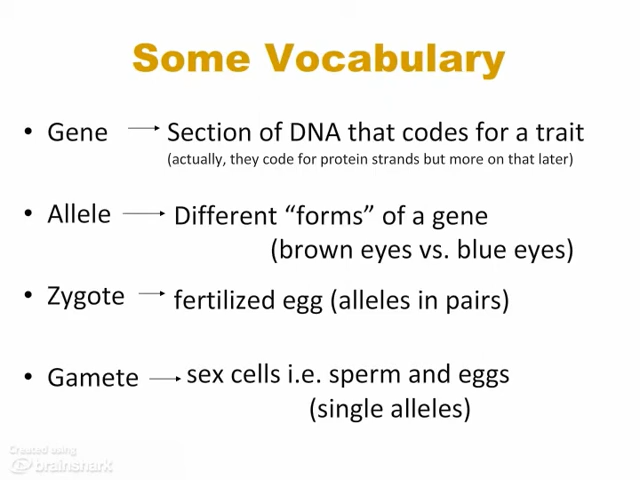 Some Vocabulary
• Gene → Section of DNA that codes for a trait
(actually, they code for protein strands but more on that later)
• Allele → Different “forms” of a gene
(brown eyes vs. blue eyes)
• Zygote → fertilized egg (alleles in pairs)
• Gamete → sex cells i.e. sperm and eggs
(single alleles)
Created using
brainshark